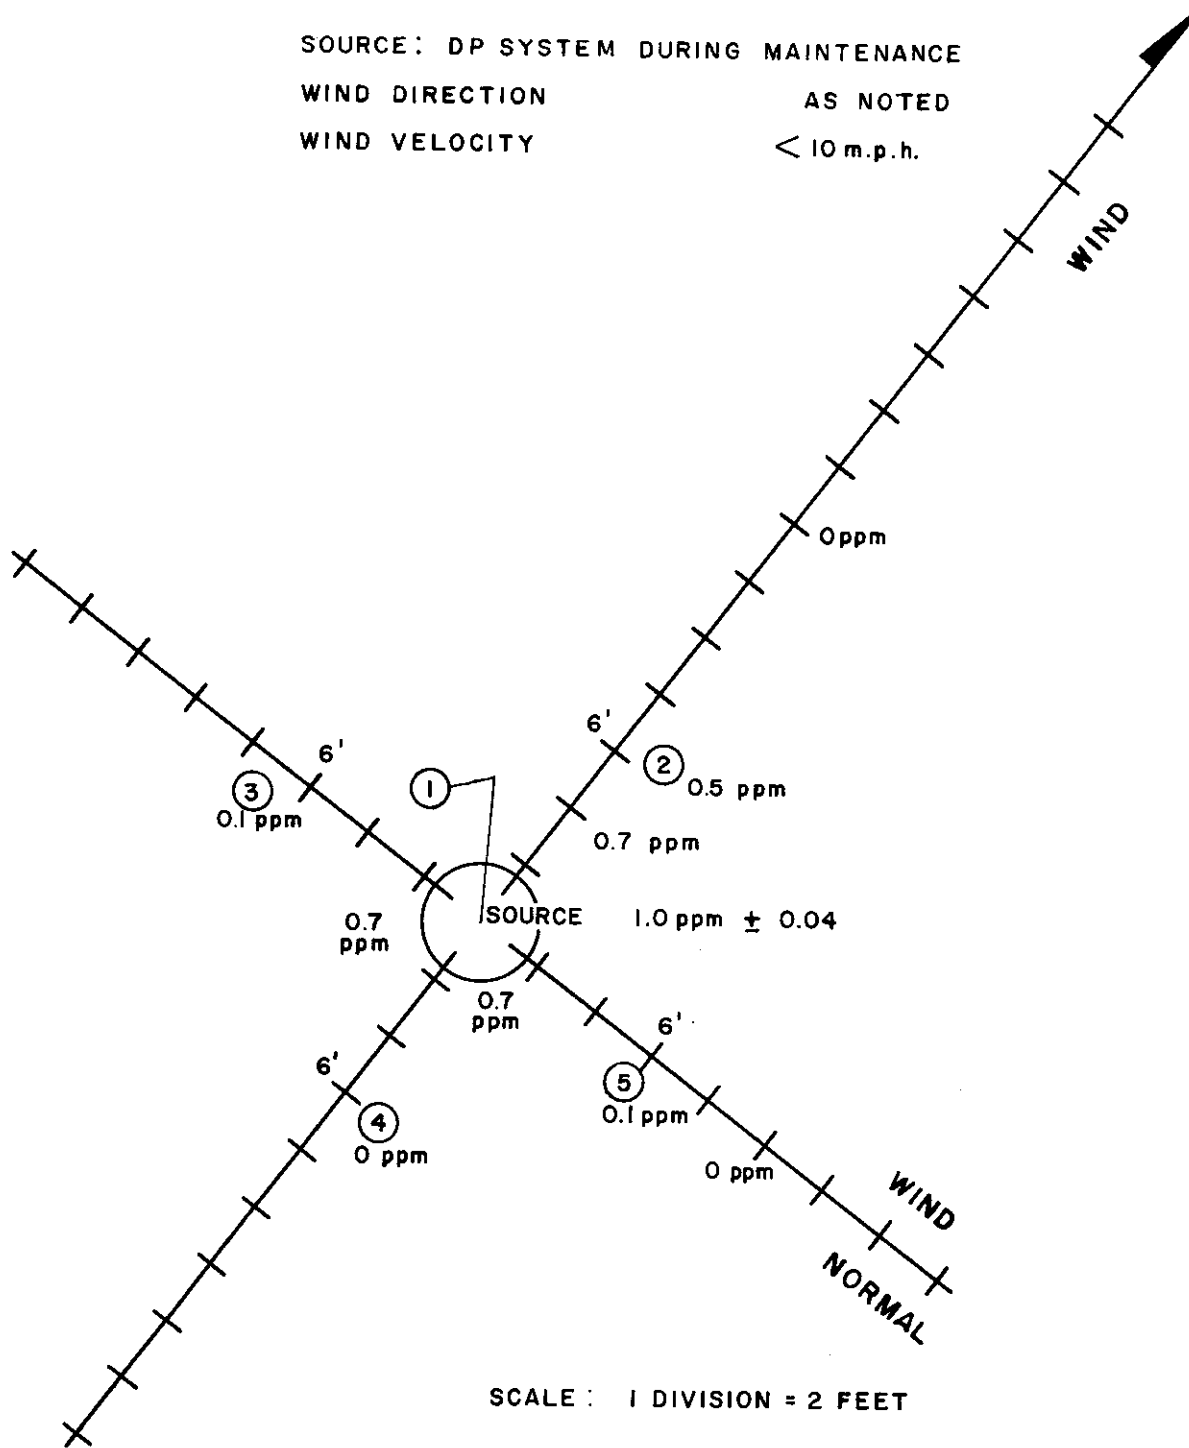 SOURCE: DP SYSTEM DURING MAINTENANCE
WIND DIRECTION AS NOTED
WIND VELOCITY < 10 m.p.h.
WIND
0 ppm
6'
2
0.5 ppm
6'
3
0.1 ppm
1
0.7 ppm
SOURCE 1.0 ppm ± 0.04
0.7
ppm
0.7
ppm
6'
5
0.1 ppm
6'
4
0 ppm
0 ppm
WIND
NORMAL
SCALE: 1 DIVISION = 2 FEET